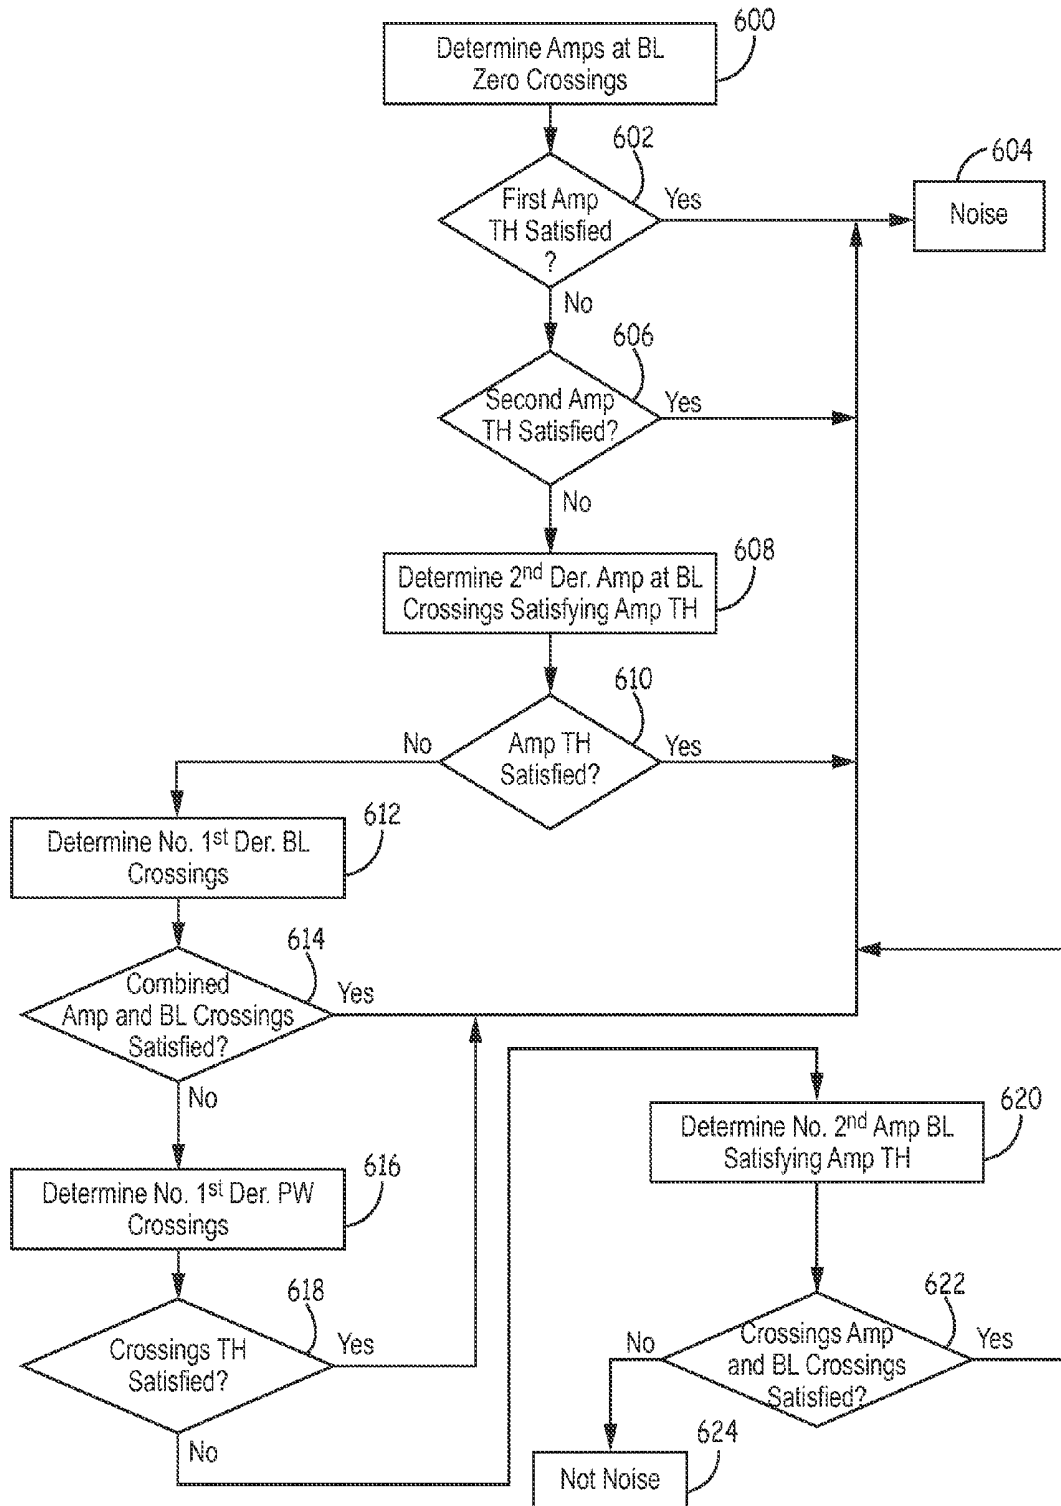 600
Determine Amps at BL
Zero Crossings
602
First Amp
TH Satisfied
?
Yes
604
Noise
No
606
Second Amp
TH Satisfied?
Yes
No
608
Determine 2nd Der. Amp at BL
Crossings Satisfying Amp TH
610
Amp TH
Satisfied?
No
Yes
612
Determine No. 1st Der. BL
Crossings
614
Combined
Amp and BL Crossings
Satisfied?
Yes
No
616
Determine No. 1st Der. PW
Crossings
618
Crossings TH
Satisfied?
Yes
No
620
Determine No. 2nd Amp BL
Satisfying Amp TH
622
Crossings Amp
and BL Crossings
Satisfied?
No
Yes
624
Not Noise